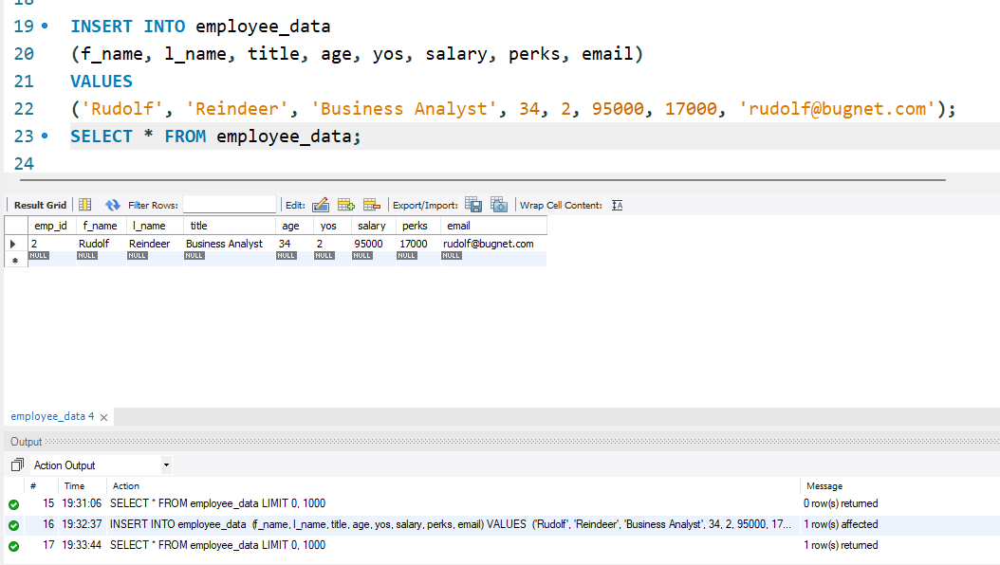 18
19 INSERT INTO employee_data
20 (f_name, l_name, title, age, yos, salary, perks, email)
21 VALUES
22 ('Rudolf', 'Reindeer', 'Business Analyst', 34, 2, 95000, 17000, 'rudolf@bugnet.com');
23 SELECT * FROM employee_data;
24
Result Grid Filter Rows: Edit: Export/Import: Wrap Cell Content: IA
emp_id f_name l_name title age yos salary perks email
2 Rudolf Reindeer Business Analyst 34 2 95000 17000 rudolf@bugnet.com
NULL NULL NULL NULL NULL NULL NULL NULL NULL
employee_data 4
Output
Action Output
# Time Action Message
15 19:31:06 SELECT * FROM employee_data LIMIT 0, 1000 0 row(s) returned
16 19:32:37 INSERT INTO employee_data (f_name, l_name, title, age, yos, salary, perks, email) VALUES ('Rudolf', 'Reindeer', 'Business Analyst', 34, 2, 95000, 17... 1 row(s) affected
17 19:33:44 SELECT * FROM employee_data LIMIT 0, 1000 1 row(s) returned